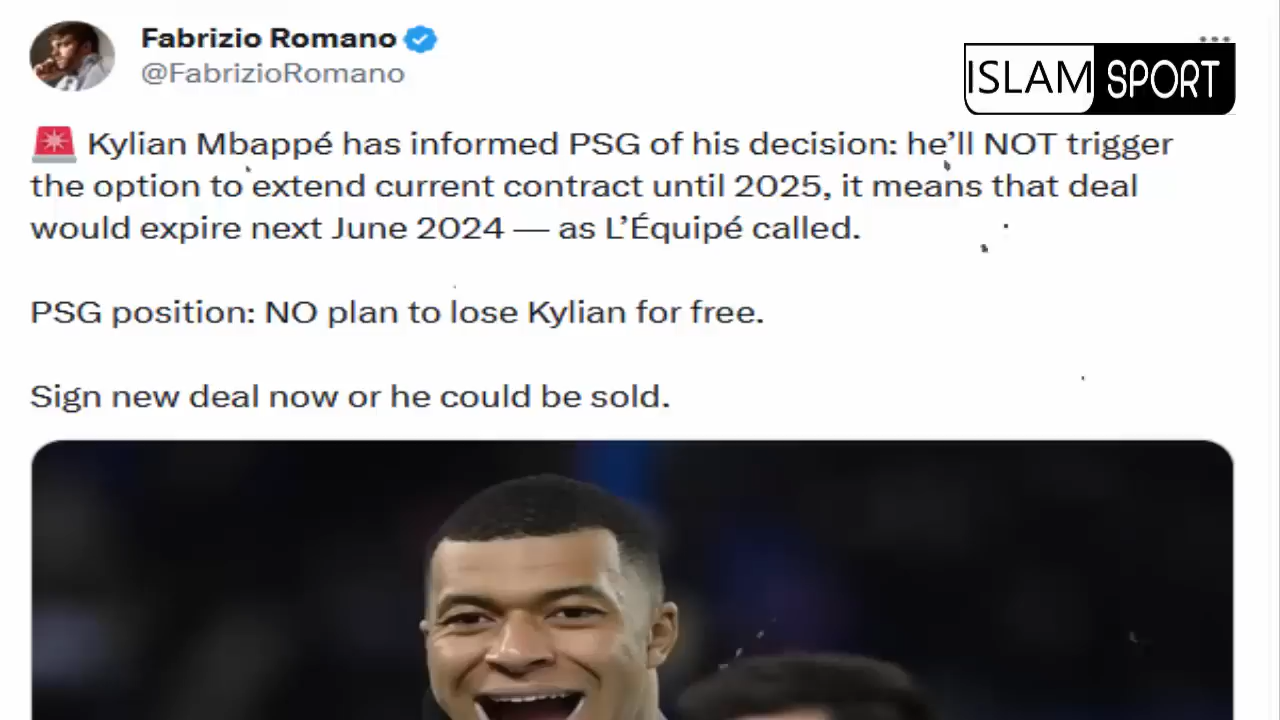 Fabrizio Romano
@FabrizioRomano
ISLAM SPORT
🚨 Kylian Mbappé has informed PSG of his decision: he’ll NOT trigger
the option to extend current contract until 2025, it means that deal
would expire next June 2024 — as L’Équipé called.
PSG position: NO plan to lose Kylian for free.
Sign new deal now or he could be sold.